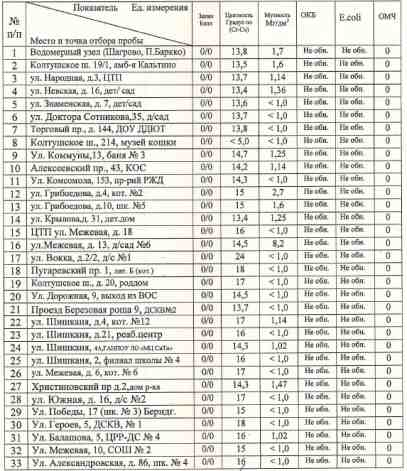 № п/п Показатель Ед. измерения Место и точка отбора пробы Запах балл Цветность Градус по (Cr-Co) Мутность Мг/дм³ ОКБ E.coli ОМЧ
1 Водомерный узел (Щагрово, П.Баркко) 0/0 13,8 1,7 Не обн. Не обн. 0
2 Колтушское ш. 19/1, амб-я Кальтино 0/0 13,5 1,6 Не обн. Не обн. 0
3 ул. Народная, д.3, ЦТП 0/0 13,7 1,14 Не обн. Не обн. 0
4 ул. Невская, д. 16, дет/ сад 0/0 13,4 1,36 Не обн. Не обн. 0
5 ул. Знаменская, д. 7, дет/сад 0/0 13,6 < 1,0 Не обн. Не обн. 0
6 ул. Доктора Сотникова,35, д/сад 0/0 13,7 < 1,0 Не обн. Не обн. 0
7 Торговый пр., д. 144, ДОУ ДДЮТ 0/0 13,8 < 1,0 Не обн. Не обн. 0
8 Колтушское ш., 214, музей кошки 0/0 < 5,0 < 1,0 Не обн. Не обн. 0
9 Ул. Коммуны,13, баня № 3 0/0 14,7 1,25 Не обн. Не обн. 0
10 Алексеевский пр., 43, КОС 0/0 14,2 1,14 Не обн. Не обн. 0
11 Ул. Комсомола, 153, пр-рий РЖД 0/0 14,3 < 1,0 Не обн. Не обн. 0
12 ул. Грибоедова, д.4, кот. №2 0/0 15 2,7 Не обн. Не обн. 0
13 ул. Грибоедова, д.10, шк. №5 0/0 15 1,6 Не обн. Не обн. 0
14 ул. Крылова,д. 31, дет.дом 0/0 13,4 1,25 Не обн. Не обн. 0
15 ЦТП ул. Межевая, д. 18 0/0 16 < 1,0 Не обн. Не обн. 0
16 ул.Межевая, д. 13, д/сад №6 0/0 14,5 8,2 Не обн. Не обн. 0
17 ул. Вокка, д.2/2, д/с №1 0/0 24 < 1,0 Не обн. Не обн. 0
18 Пугаревский пр. 1, лит. Б (кот.) 0/0 18 < 1,0 Не обн. Не обн. 0
19 Колтушское ш., д. 20, роддом 0/0 17 < 1,0 Не обн. Не обн. 0
20 Ул. Дорожная, 9, выход из ВОС 0/0 14,5 < 1,0 Не обн. Не обн. 0
21 Проезд Березовая роща 9, ДСКВ№2 0/0 13,7 < 1,0 Не обн. Не обн. 0
22 ул. Шишканя, д.4, кот. №12 0/0 17 1,14 Не обн. Не обн. 0
23 ул. Шишканя, д.21, реаб.центр 0/0 16 < 1,0 Не обн. Не обн. 0
24 ул. Шишканя, 0/0 14,3 1,02 Не обн. Не обн. 0
25 ул. Шишканя, 2, филиал школы № 4 0/0 16 < 1,0 Не обн. Не обн. 0
26 ул. Межевая, д. 6, кот. № 6 0/0 17 < 1,0 Не обн. Не обн. 0
27 Христиновский пр д.2,дом р-ка 0/0 14,3 1,47 Не обн. Не обн. 0
28 ул. Южная, д. 16, д/с №2 0/0 15 < 1,0 Не обн. Не обн. 0
29 Ул. Победы, 17 (шк. № 3) Бернгг. 0/0 15 < 1,0 Не обн. Не обн. 0
30 Ул. Героев, 5, ДСКВ, № 1 0/0 18 < 1,0 Не обн. Не обн. 0
31 Ул. Балашова, 5, ЦРР-ДС № 4 0/0 16 1,02 Не обн. Не обн. 0
32 Ул. Межевая, 10, СОШ № 2 0/0 15 < 1,0 Не обн. Не обн. 0
33 Ул. Александровская, д. 86, шк. № 4 0/0 16 < 1,0 Не обн. Не обн. 0